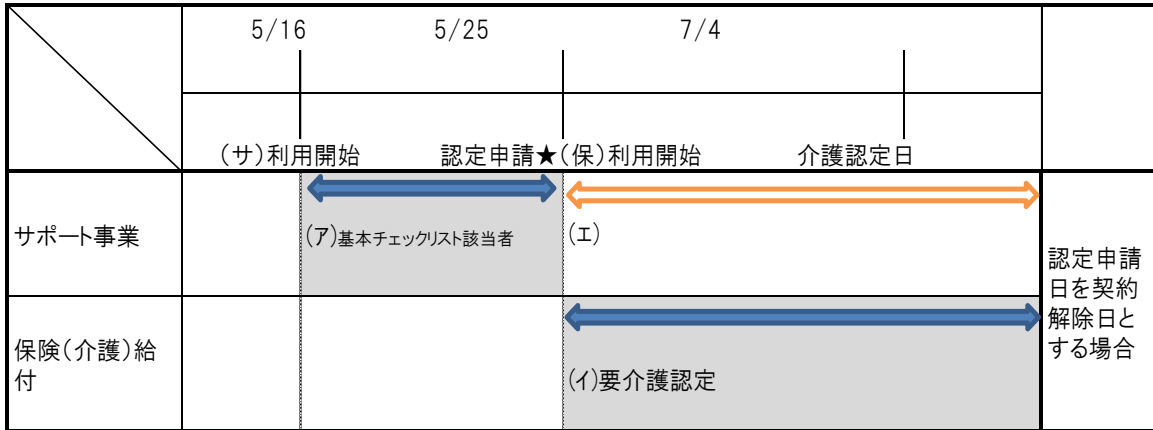 5/16 5/25 7/4
(サ)利用開始 認定申請★(保)利用開始 介護認定日
サポート事業
(ア)基本チェックリスト該当者
(エ)
保険(介護)給
付
(イ)要介護認定
認定申請
日を契約
解除日と
する場合